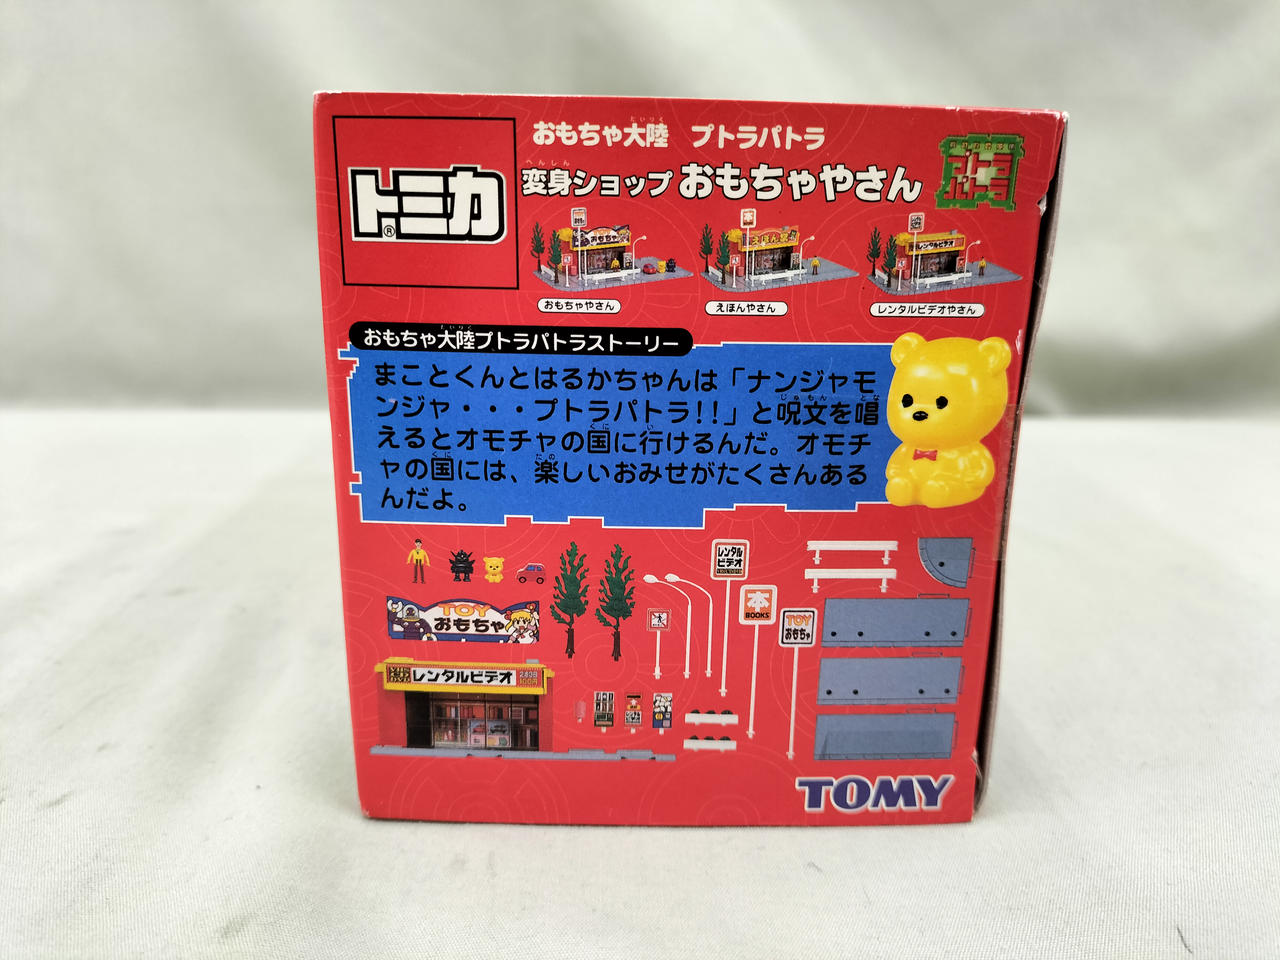 おもちゃ大陸 プトラパトラ
変身ショップ おもちゃやさん
トミカ
プトラ
パトラ
おもちゃやさん
えほんやさん
レンタルビデオやさん
おもちゃ大陸プトラパトラストーリー
まことくんとはるかちゃんは「ナンジャモ
ンジャ・・・プトラパトラ!!」と呪文を唱
えるとオモチャの国に行けるんだ。オモチ
ャの国には、楽しいおみせがたくさんある
んだよ。
レンタル
ビデオ
本
BOOKS
TOY
おもちゃ
TOY
おもちゃ
レンタルビデオ
TOMY